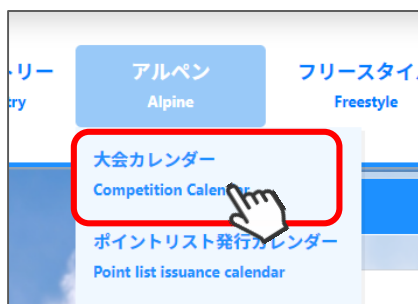 トリー アルペン フリースタイル
try Alpine Freestyle
大会カレンダー
Competition Calendar
ポイントリスト発行カレンダー
Point list issuance calendar